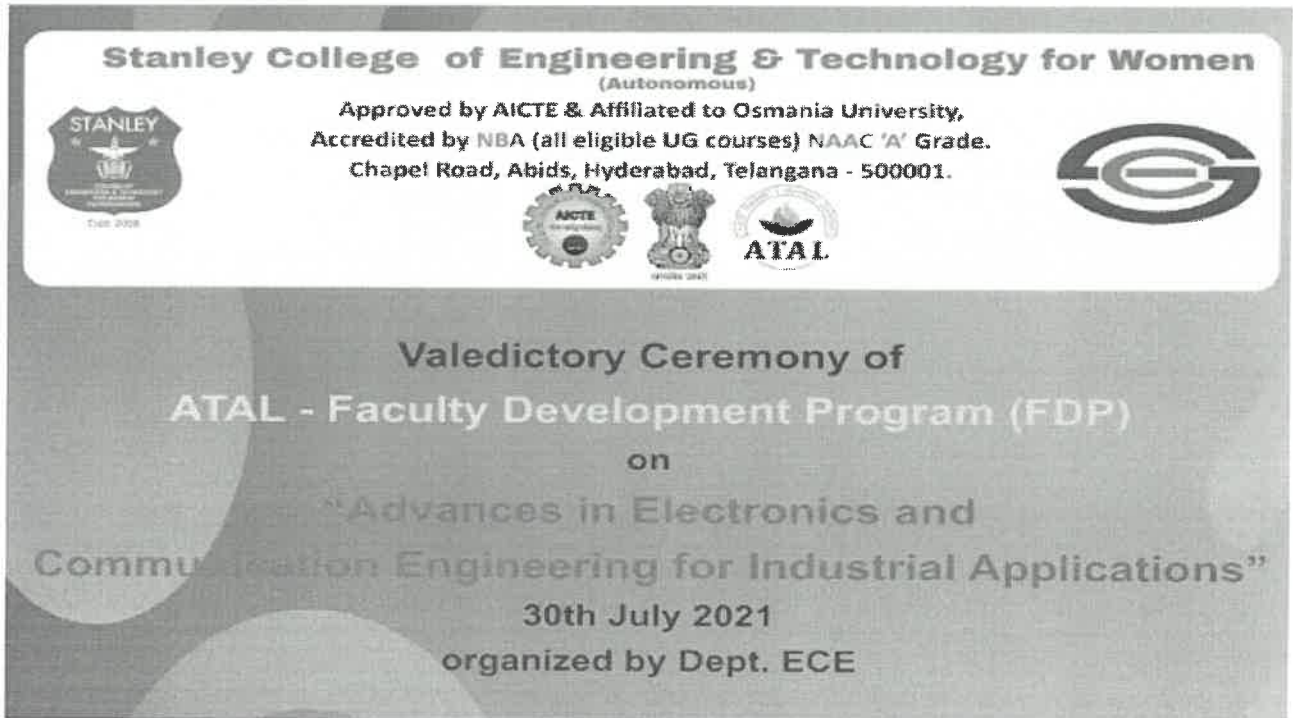 Stanley College of Engineering & Technology for Women
(Autonomous)
Approved by AICTE & Affiliated to Osmania University,
Accredited by NBA (all eligible UG courses) NAAC 'A' Grade.
Chapel Road, Abids, Hyderabad, Telangana - 500001.
STANLEY
AICTE
ATAL
Valedictory Ceremony of
ATAL - Faculty Development Program (FDP)
on
"Advances in Electronics and
Communication Engineering for Industrial Applications"
30th July 2021
organized by Dept. ECE